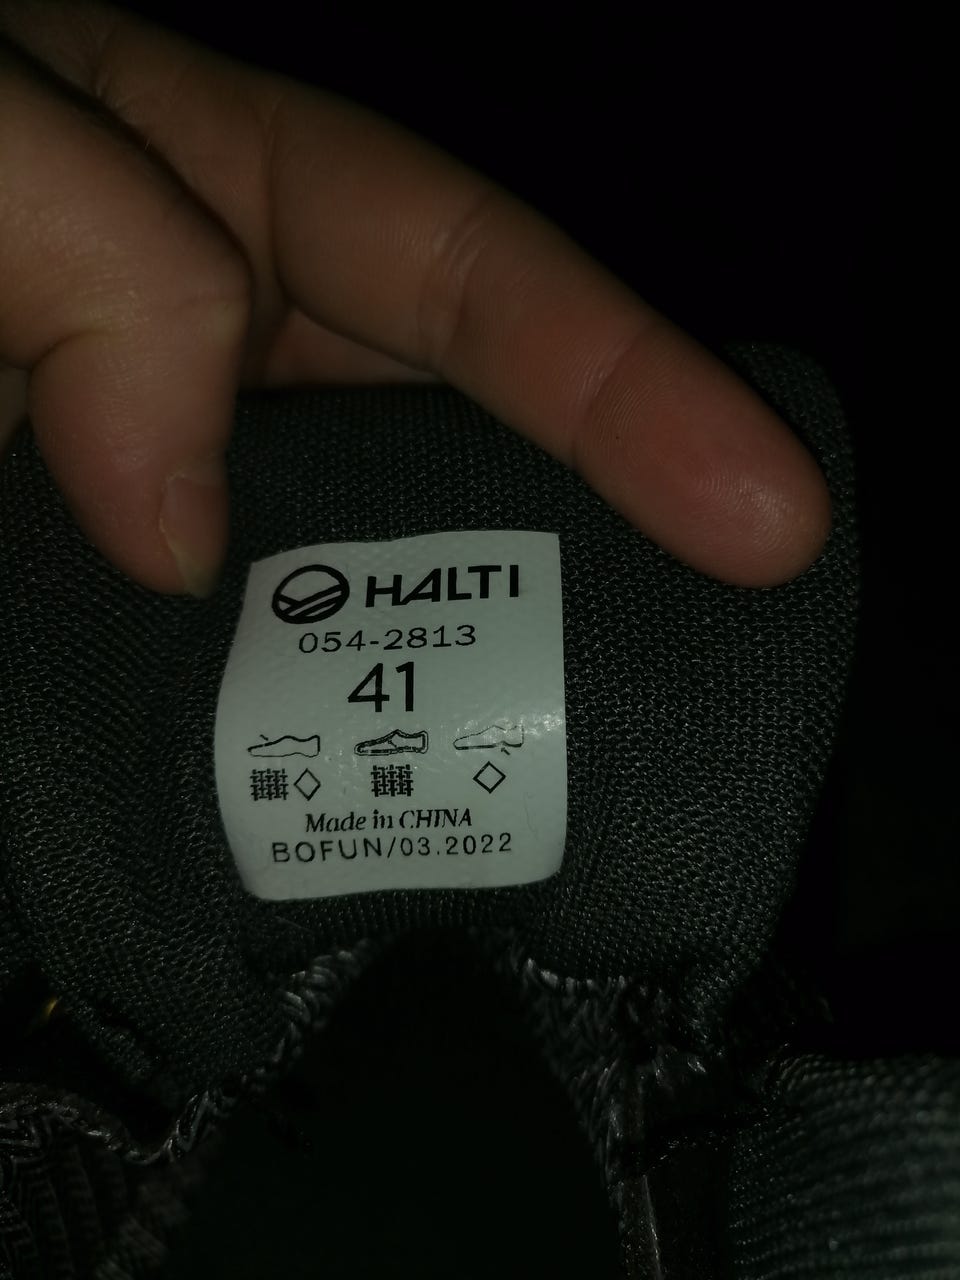 HALTI
054-2813
41
Made in CHINA
BOFUN/03.2022